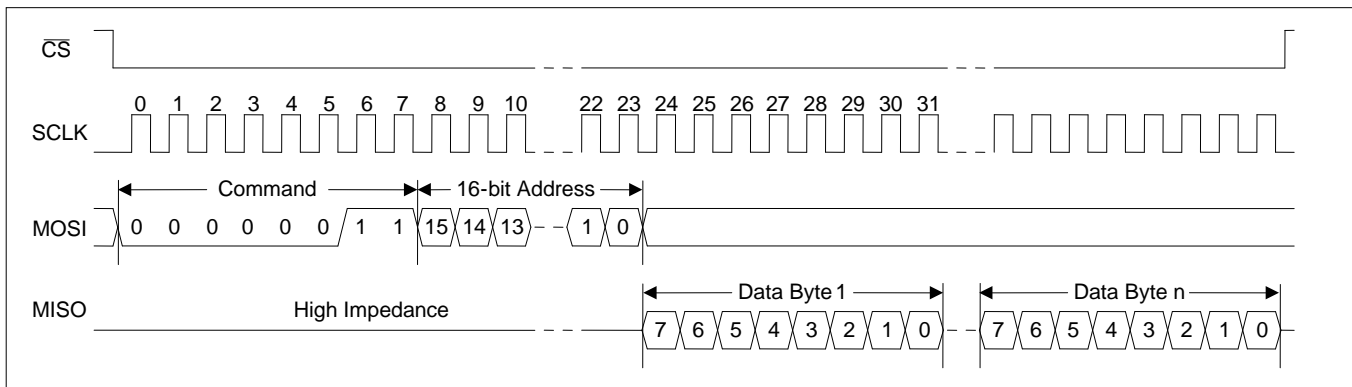 CS
0 1 2 3 4 5 6 7 8 9 10 22 23 24 25 26 27 28 29 30 31
SCLK
Command 16-bit Address
MOSI 0 0 0 0 0 0 1 1 15 14 13 1 0
Data Byte 1 Data Byte n
MISO High Impedance
7 6 5 4 3 2 1 0 7 6 5 4 3 2 1 0